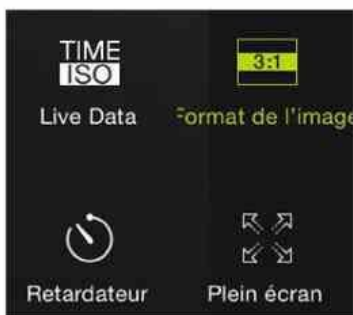 TIME
ISO
3:1
Live Data
Format de l'image
Retardateur
Plein écran